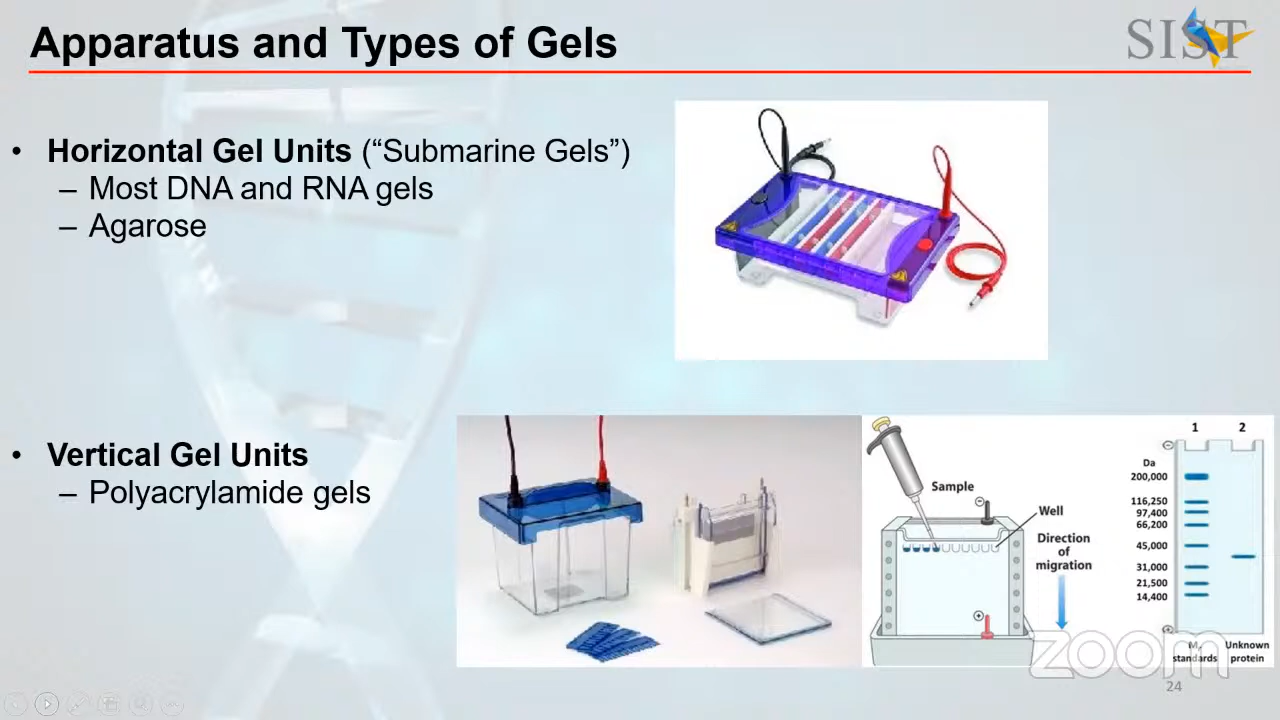 Apparatus and Types of Gels
SIST
• Horizontal Gel Units (“Submarine Gels”)
– Most DNA and RNA gels
– Agarose
• Vertical Gel Units
– Polyacrylamide gels
Sample
Well
Direction
of
migration
1 2
Da
200,000
116,250
97,400
66,200
45,000
31,000
21,500
14,400
standards
Unknown
protein
zoom
24